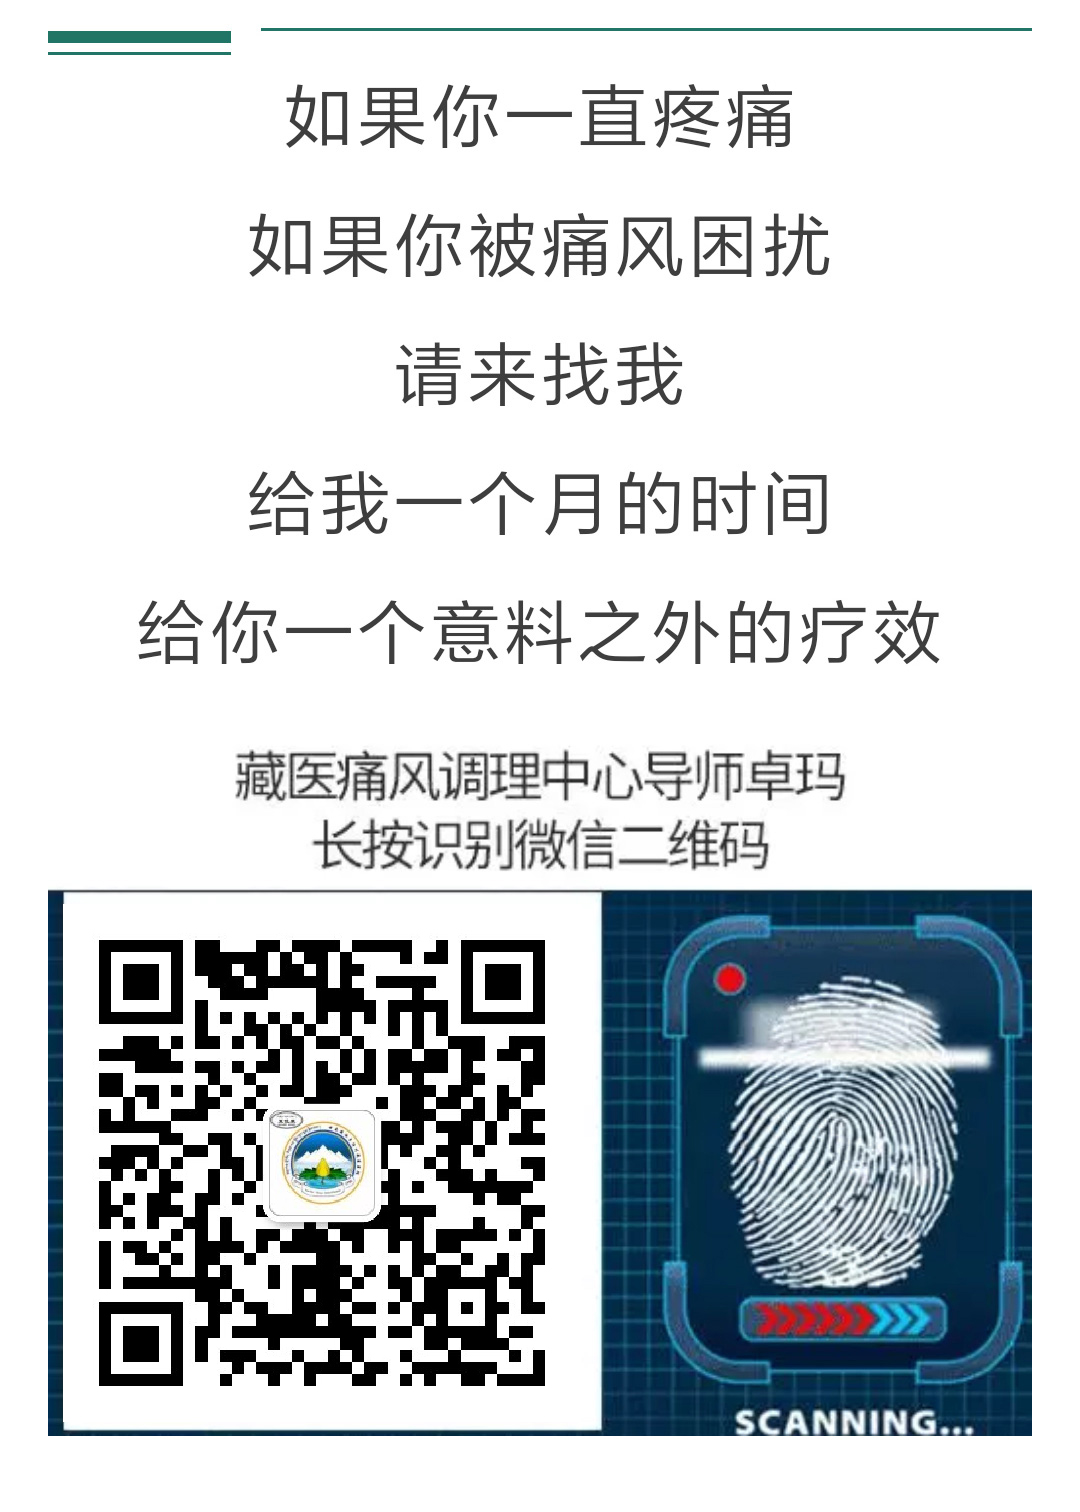 如果你一直疼痛
如果你被痛风困扰
请来找我
给我一个月的时间
给你一个意料之外的疗效
藏医痛风调理中心导师卓玛
长按识别微信二维码
SCANNING...